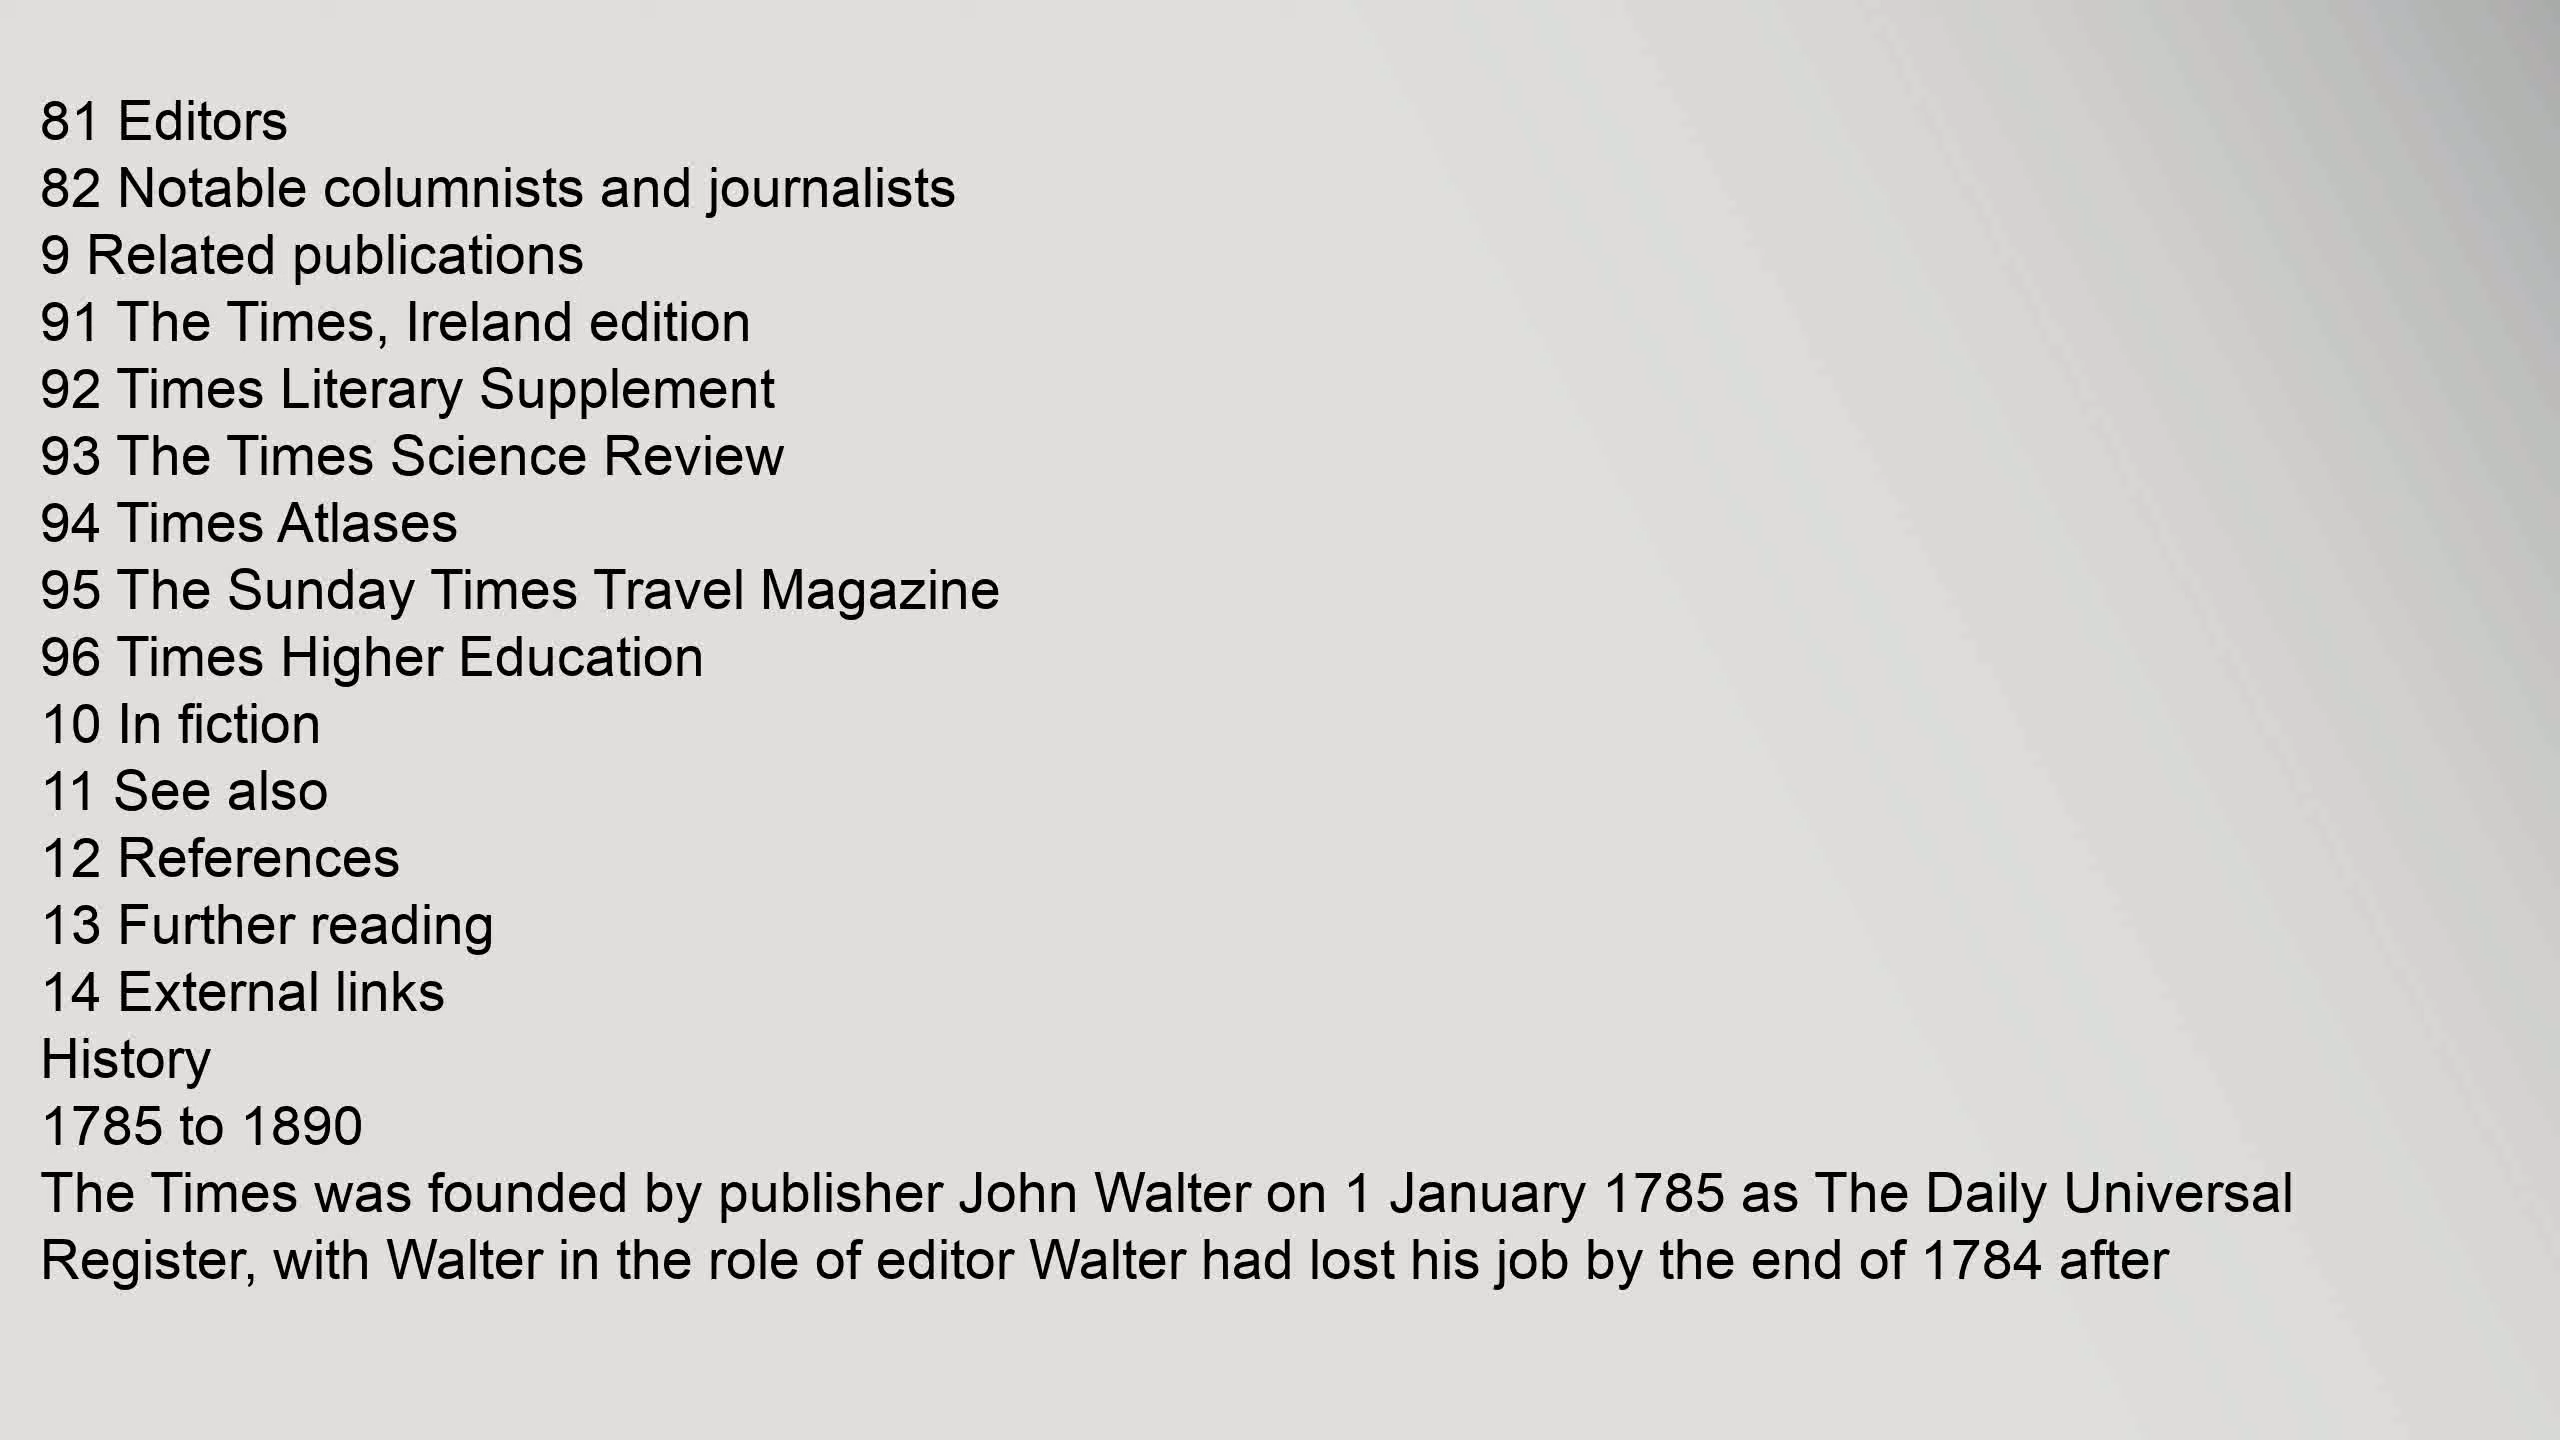 81 Editors
82 Notable columnists and journalists
9 Related publications
91 The Times, Ireland edition
92 Times Literary Supplement
93 The Times Science Review
94 Times Atlases
95 The Sunday Times Travel Magazine
96 Times Higher Education
10 In fiction
11 See also
12 References
13 Further reading
14 External links
History
1785 to 1890
The Times was founded by publisher John Walter on 1 January 1785 as The Daily Universal
Register, with Walter in the role of editor Walter had lost his job by the end of 1784 after